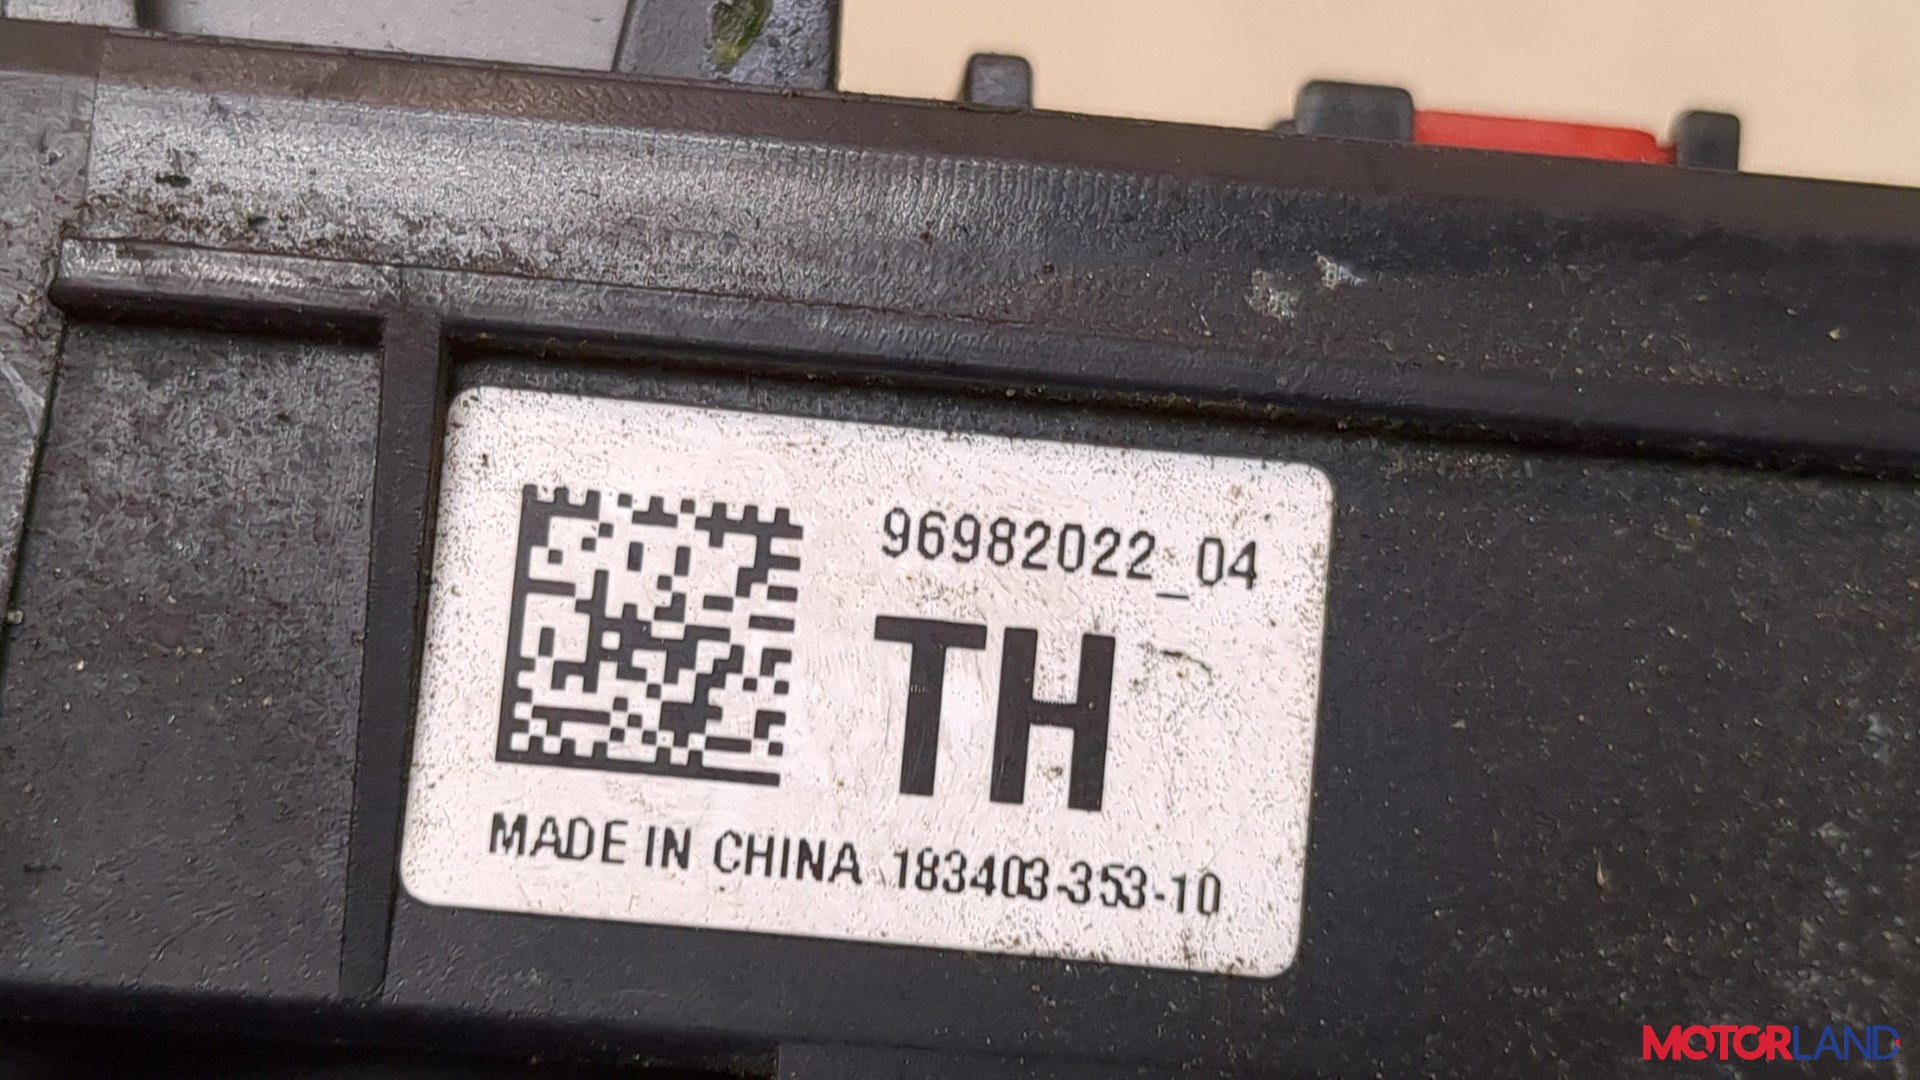 96982022_04
TH
MADE IN CHINA 183403-353-10
MOTORLAND